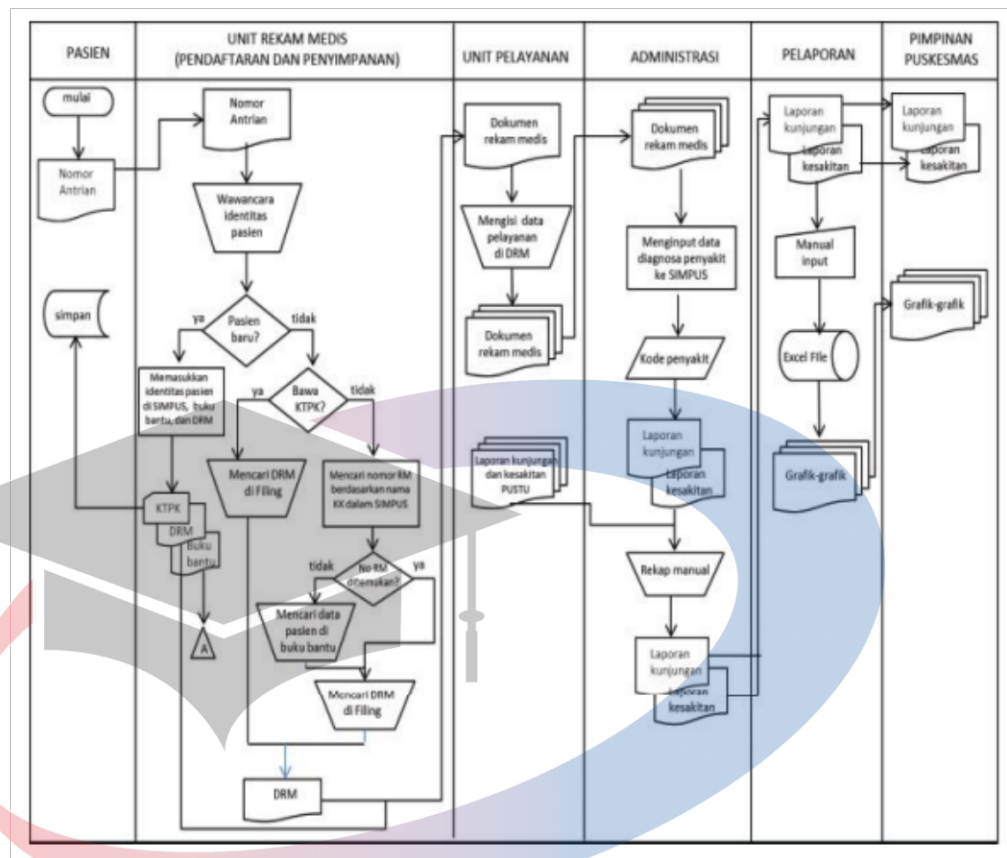 PASIEN
UNIT REKAM MEDIS
(PENDAFTARAN DAN PENYIMPANAN)
UNIT PELAYANAN
ADMINISTRASI
PELAPORAN
PIMPINAN
PUSKESMAS
mulai
Nomor
Antrian
simpan
Nomor
Antrian
Wawancara
identitas
pasien
Pasien
baru?
ya
tidak
Memasukkan
identitas pasien
di SIMPUS, buku
bantu, dan DRM
Bawa
KTPK?
ya
tidak
Mencari DRM
di Filing
Mencari nomor RM
berdasarkan nama
KK dalam SIMPUS
KTPK
DRM
Buku
bantu
A
No RM
ditemukan?
tidak
ya
Mencari data
pasien di
buku bantu
Mencari DRM
di Filing
DRM
Dokumen
rekam medis
Mengisi data
pelayanan
di DRM
Dokumen
rekam medis
Laporan kunjungan
dan kesakitan
PUSTU
Dokumen
rekam medis
Menginput data
diagnosa penyakit
ke SIMPUS
Kode penyakit
Laporan
kunjungan
Laporan
kesakitan
Rekap manual
Laporan
kunjungan
Laporan
kesakitan
Laporan
kunjungan
Laporan
kesakitan
Manual
input
Excel File
Grafik-grafik
Laporan
kunjungan
Laporan
kesakitan
Grafik-grafik